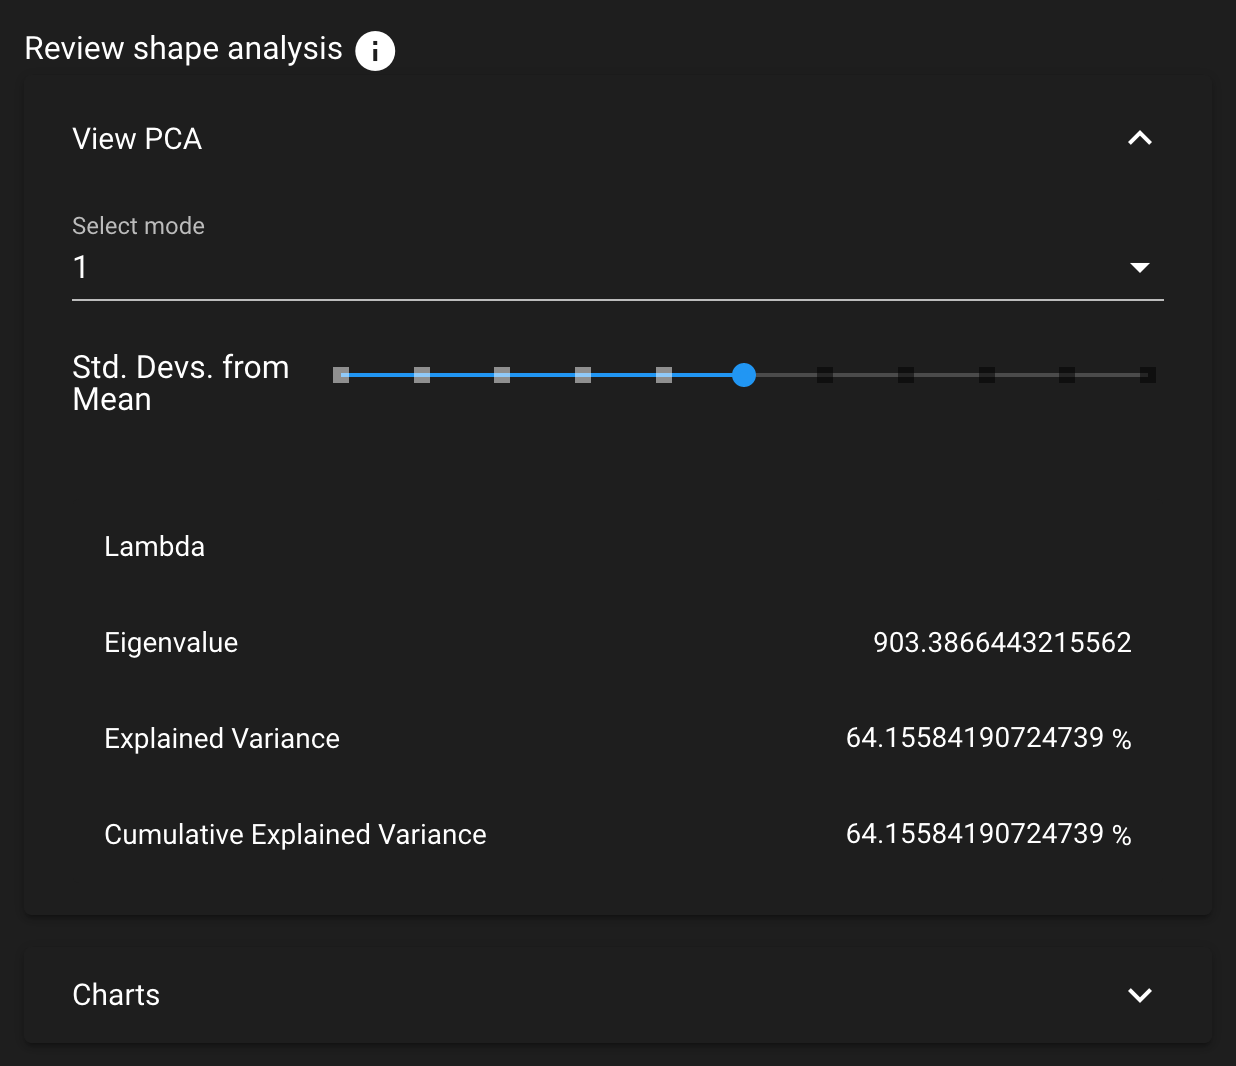 Review shape analysis i
View PCA
Select mode
1
Std. Devs. from
Mean
Lambda
Eigenvalue 903.3866443215562
Explained Variance 64.15584190724739 %
Cumulative Explained Variance 64.15584190724739 %
Charts